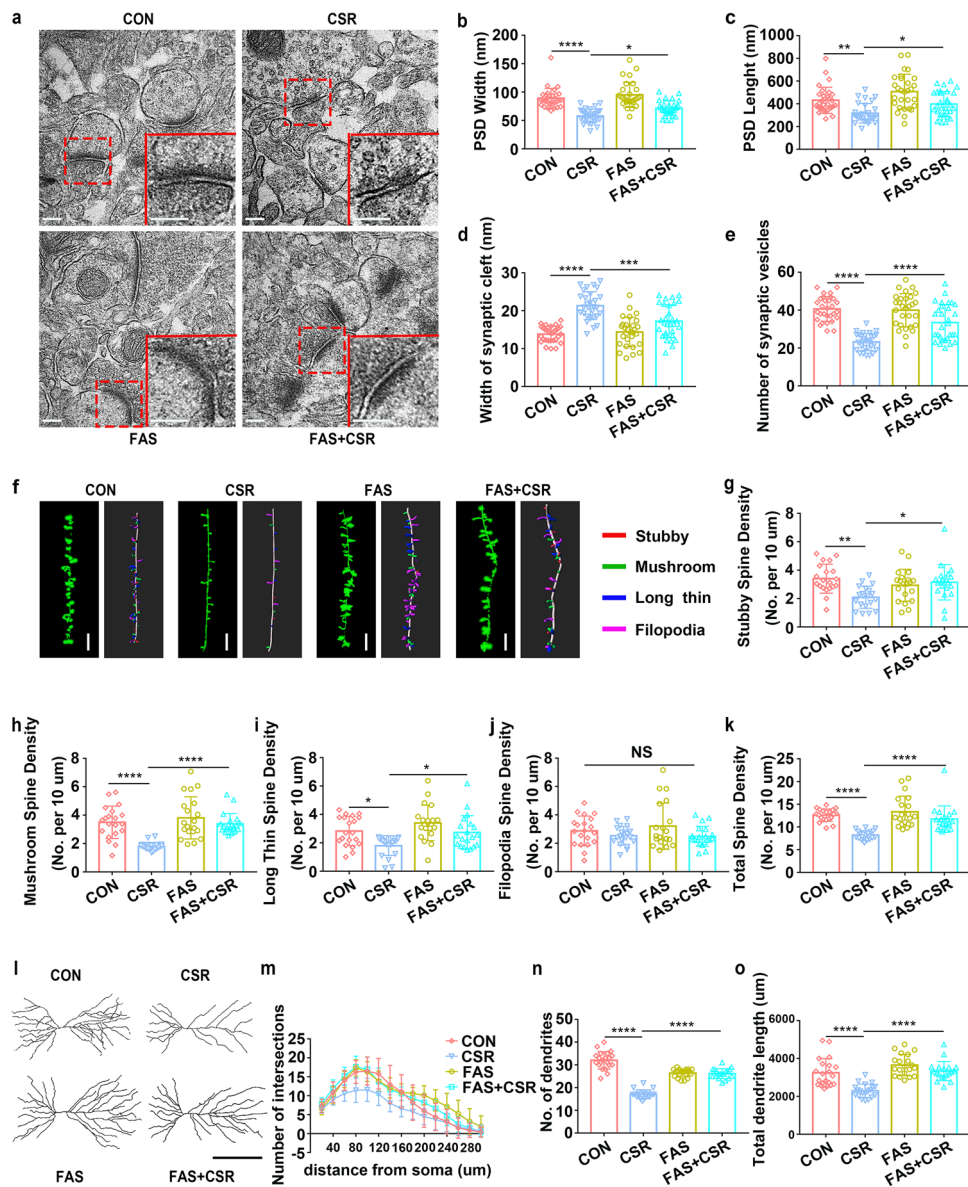 a
CON
CSR
FAS
FAS+CSR
b
PSD Width (nm)
200
150
100
50
0
****
*
CON
CSR
FAS
FAS+CSR
c
PSD Lenght (nm)
1000
800
600
400
200
0
**
*
CON
CSR
FAS
FAS+CSR
d
Width of synaptic cleft (nm)
30
20
10
0
****
***
CON
CSR
FAS
FAS+CSR
e
Number of synaptic vesicles
60
40
20
0
****
****
CON
CSR
FAS
FAS+CSR
f
CON
CSR
FAS
FAS+CSR
Stubby
Mushroom
Long thin
Filopodia
g
Stubby Spine Density
(No. per 10 um)
8
6
4
2
0
**
*
CON
CSR
FAS
FAS+CSR
h
Mushroom Spine Density
(No. per 10 um)
8
6
4
2
0
****
****
CON
CSR
FAS
FAS+CSR
i
Long Thin Spine Density
(No. per 10 um)
8
6
4
2
0
*
*
CON
CSR
FAS
FAS+CSR
j
Filopodia Spine Density
(No. per 10 um)
8
6
4
2
0
NS
CON
CSR
FAS
FAS+CSR
k
Total Spine Density
(No. per 10 um)
25
20
15
10
5
0
****
****
CON
CSR
FAS
FAS+CSR
l
CON
CSR
FAS
FAS+CSR
m
Number of intersections
25
20
15
10
5
0
-5
40 80 120 160 200 240 280
distance from soma (um)
CON
CSR
FAS
FAS+CSR
n
No. of dendrites
50
40
30
20
10
0
****
****
CON
CSR
FAS
FAS+CSR
o
Total dendrite length (um)
6000
4000
2000
0
****
****
CON
CSR
FAS
FAS+CSR